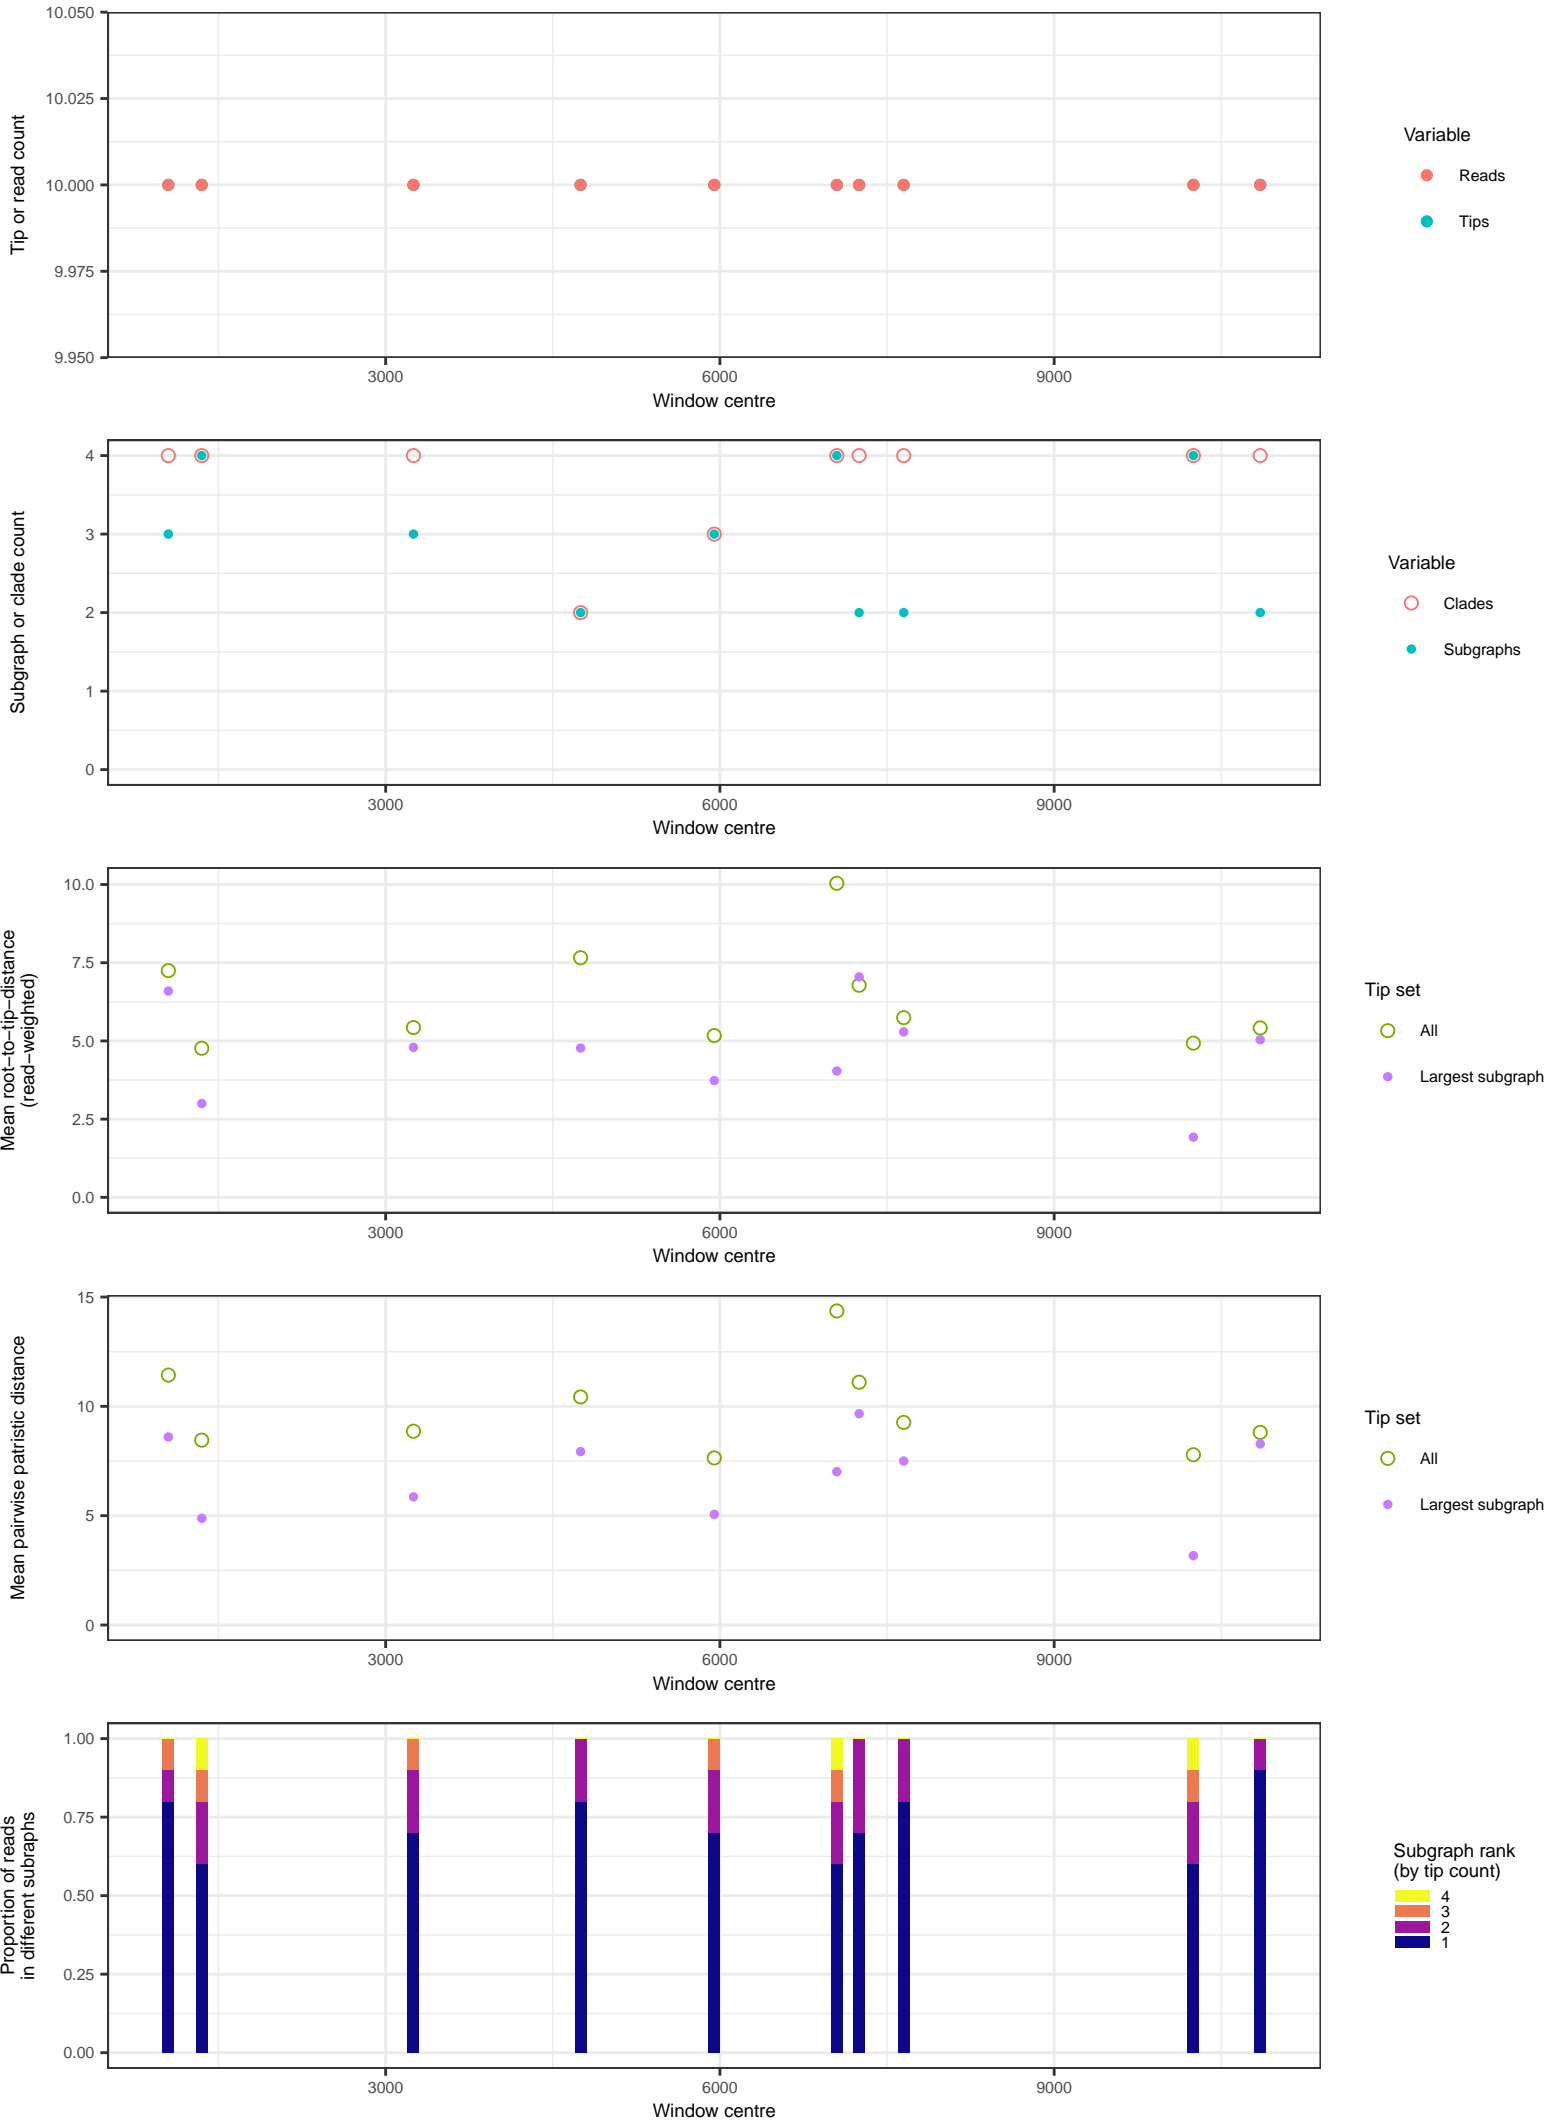 10.050
10.025
10.000
9.975
9.950
Tip or read count
3000
6000
9000
Window centre
Variable
Reads
Tips
4
3
2
1
0
Subgraph or clade count
3000
6000
9000
Window centre
Variable
Clades
Subgraphs
10.0
7.5
5.0
2.5
0.0
Mean root−to−tip−distance
(read−weighted)
3000
6000
9000
Window centre
Tip set
All
Largest subgraph
15
10
5
0
Mean pairwise patristic distance
3000
6000
9000
Window centre
Tip set
All
Largest subgraph
1.00
0.75
0.50
0.25
0.00
Proportion of reads
in different subraphs
3000
6000
9000
Window centre
Subgraph rank
(by tip count)
4
3
2
1